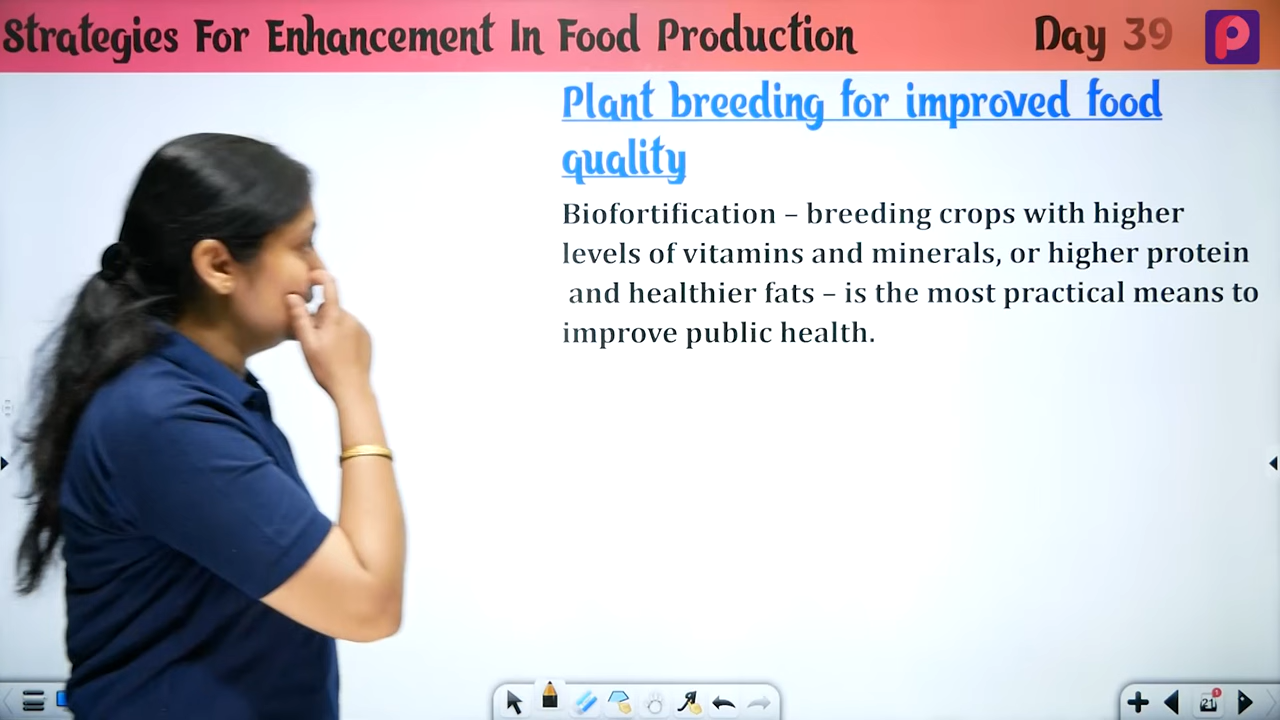 Strategies For Enhancement In Food Production
Day 39
Plant breeding for improved food
quality
Biofortification – breeding crops with higher
levels of vitamins and minerals, or higher protein
and healthier fats – is the most practical means to
improve public health.
21
1